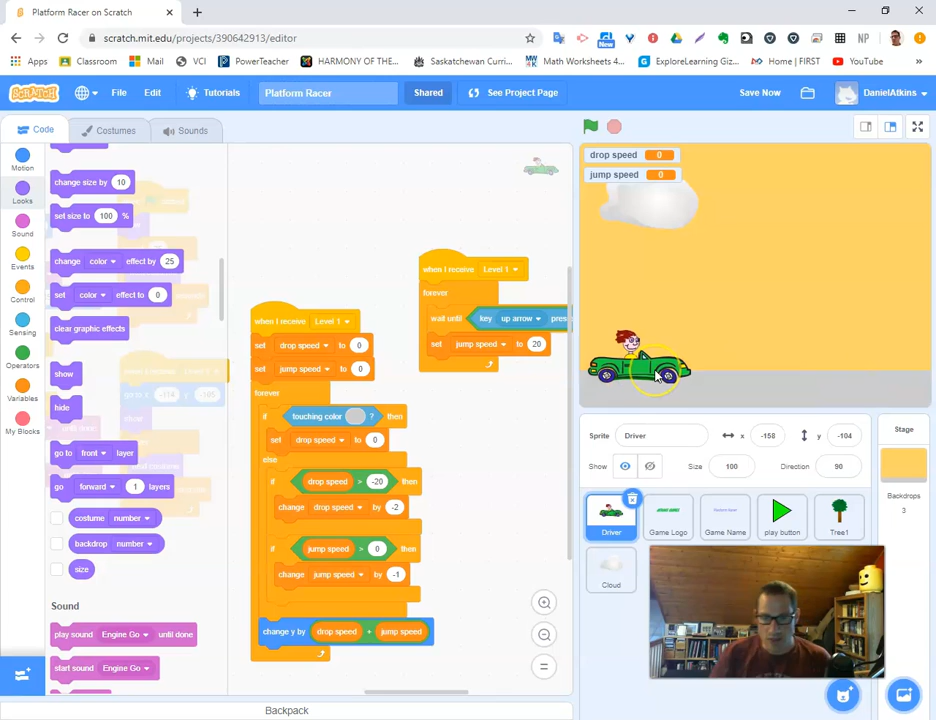 Platform Racer on Scratch
scratch.mit.edu/projects/390642913/editor
New
NP
Apps
Classroom
Mail
VCI
PowerTeacher
HARMONY OF THE...
Saskatchewan Curri...
Math Worksheets 4...
ExploreLearning Giz...
Home | FIRST
YouTube
SCRATCH
File
Edit
Tutorials
Platform Racer
Shared
See Project Page
Save Now
DanielAtkins
Code
Costumes
Sounds
Motion
Looks
Sound
Events
Control
Sensing
Operators
Variables
My Blocks
change size by 10
set size to 100 %
change color effect by 25
set color effect to 0
clear graphic effects
show
hide
go to front layer
go forward 1 layers
costume number
backdrop number
size
Sound
play sound Engine Go until done
start sound Engine Go
when I receive Level 1
set drop speed to 0
set jump speed to 0
forever
if touching color ? then
set drop speed to 0
else
if drop speed > -20 then
change drop speed by -2
if jump speed > 0 then
change jump speed by -1
change y by drop speed + jump speed
when I receive Level 1
forever
wait until key up arrow pres
set jump speed to 20
Backpack
drop speed 0
jump speed 0
Sprite
Driver
x -158
y -104
Show
Size
100
Direction
90
Driver
Game Logo
Game Name
play button
Tree1
Cloud
Stage
Backdrops
3